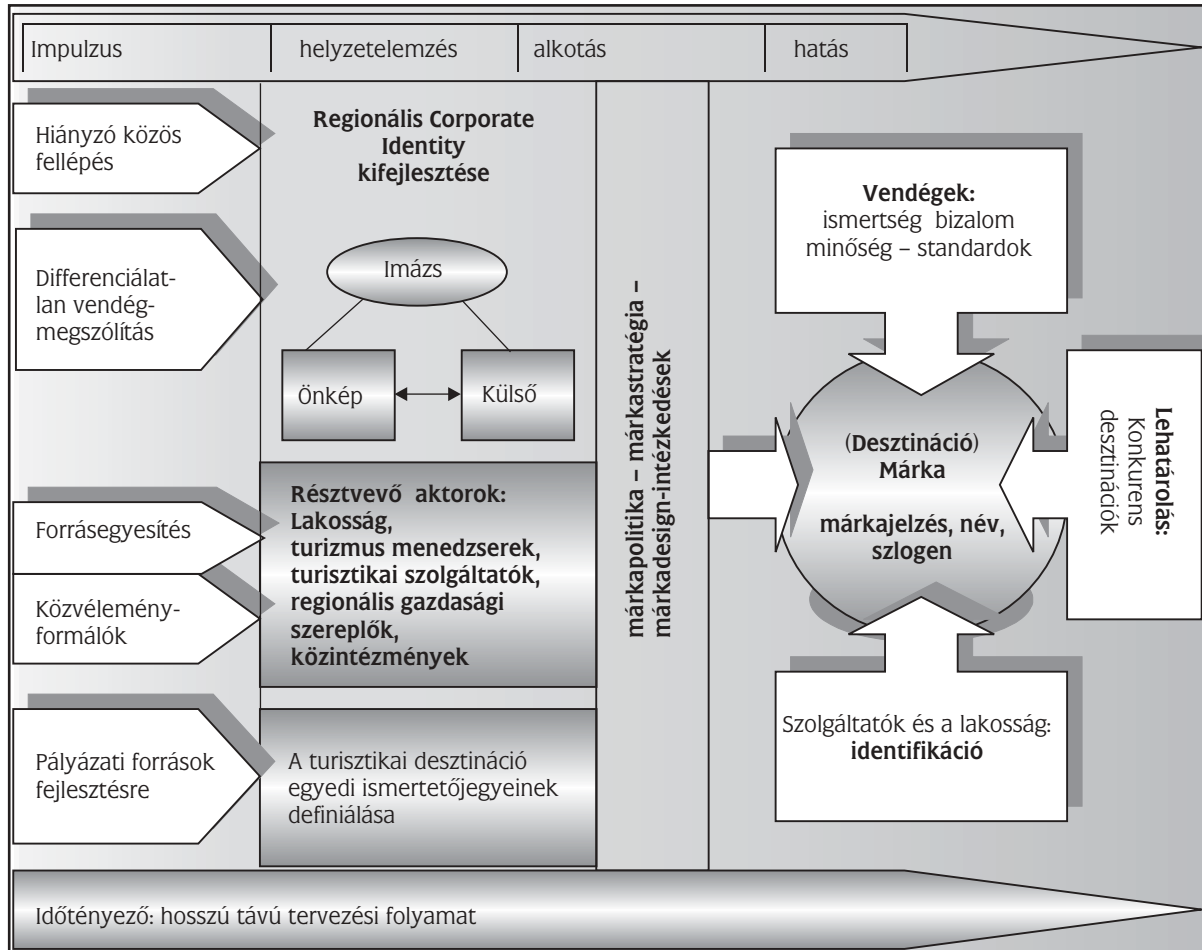 Impulzus
helyzetelemzés
alkotás
hatás
Hiányzó közös
fellépés
Differenciálat-
lan vendég-
megszólítás
Forrásegyesítés
Közvélemény-
formálók
Pályázati források
fejlesztésre
Regionális Corporate
Identity
kifejlesztése
Imázs
Önkép
Külső
Résztvevő aktorok:
Lakosság,
turizmus menedzserek,
turisztikai szolgáltatók,
regionális gazdasági
szereplők,
közintézmények
A turisztikai desztináció
egyedi ismertetőjegyeinek
definiálása
márkapolitika – márkastratégia –
márkadesign-intézkedések
Vendégek:
ismertség bizalom
minőség – standardok
(Desztináció)
Márka
márkajelzés, név,
szlogen
Lehatárolás:
Konkurens
desztinációk
Szolgáltatók és a lakosság:
identifikáció
Időtényező: hosszú távú tervezési folyamat